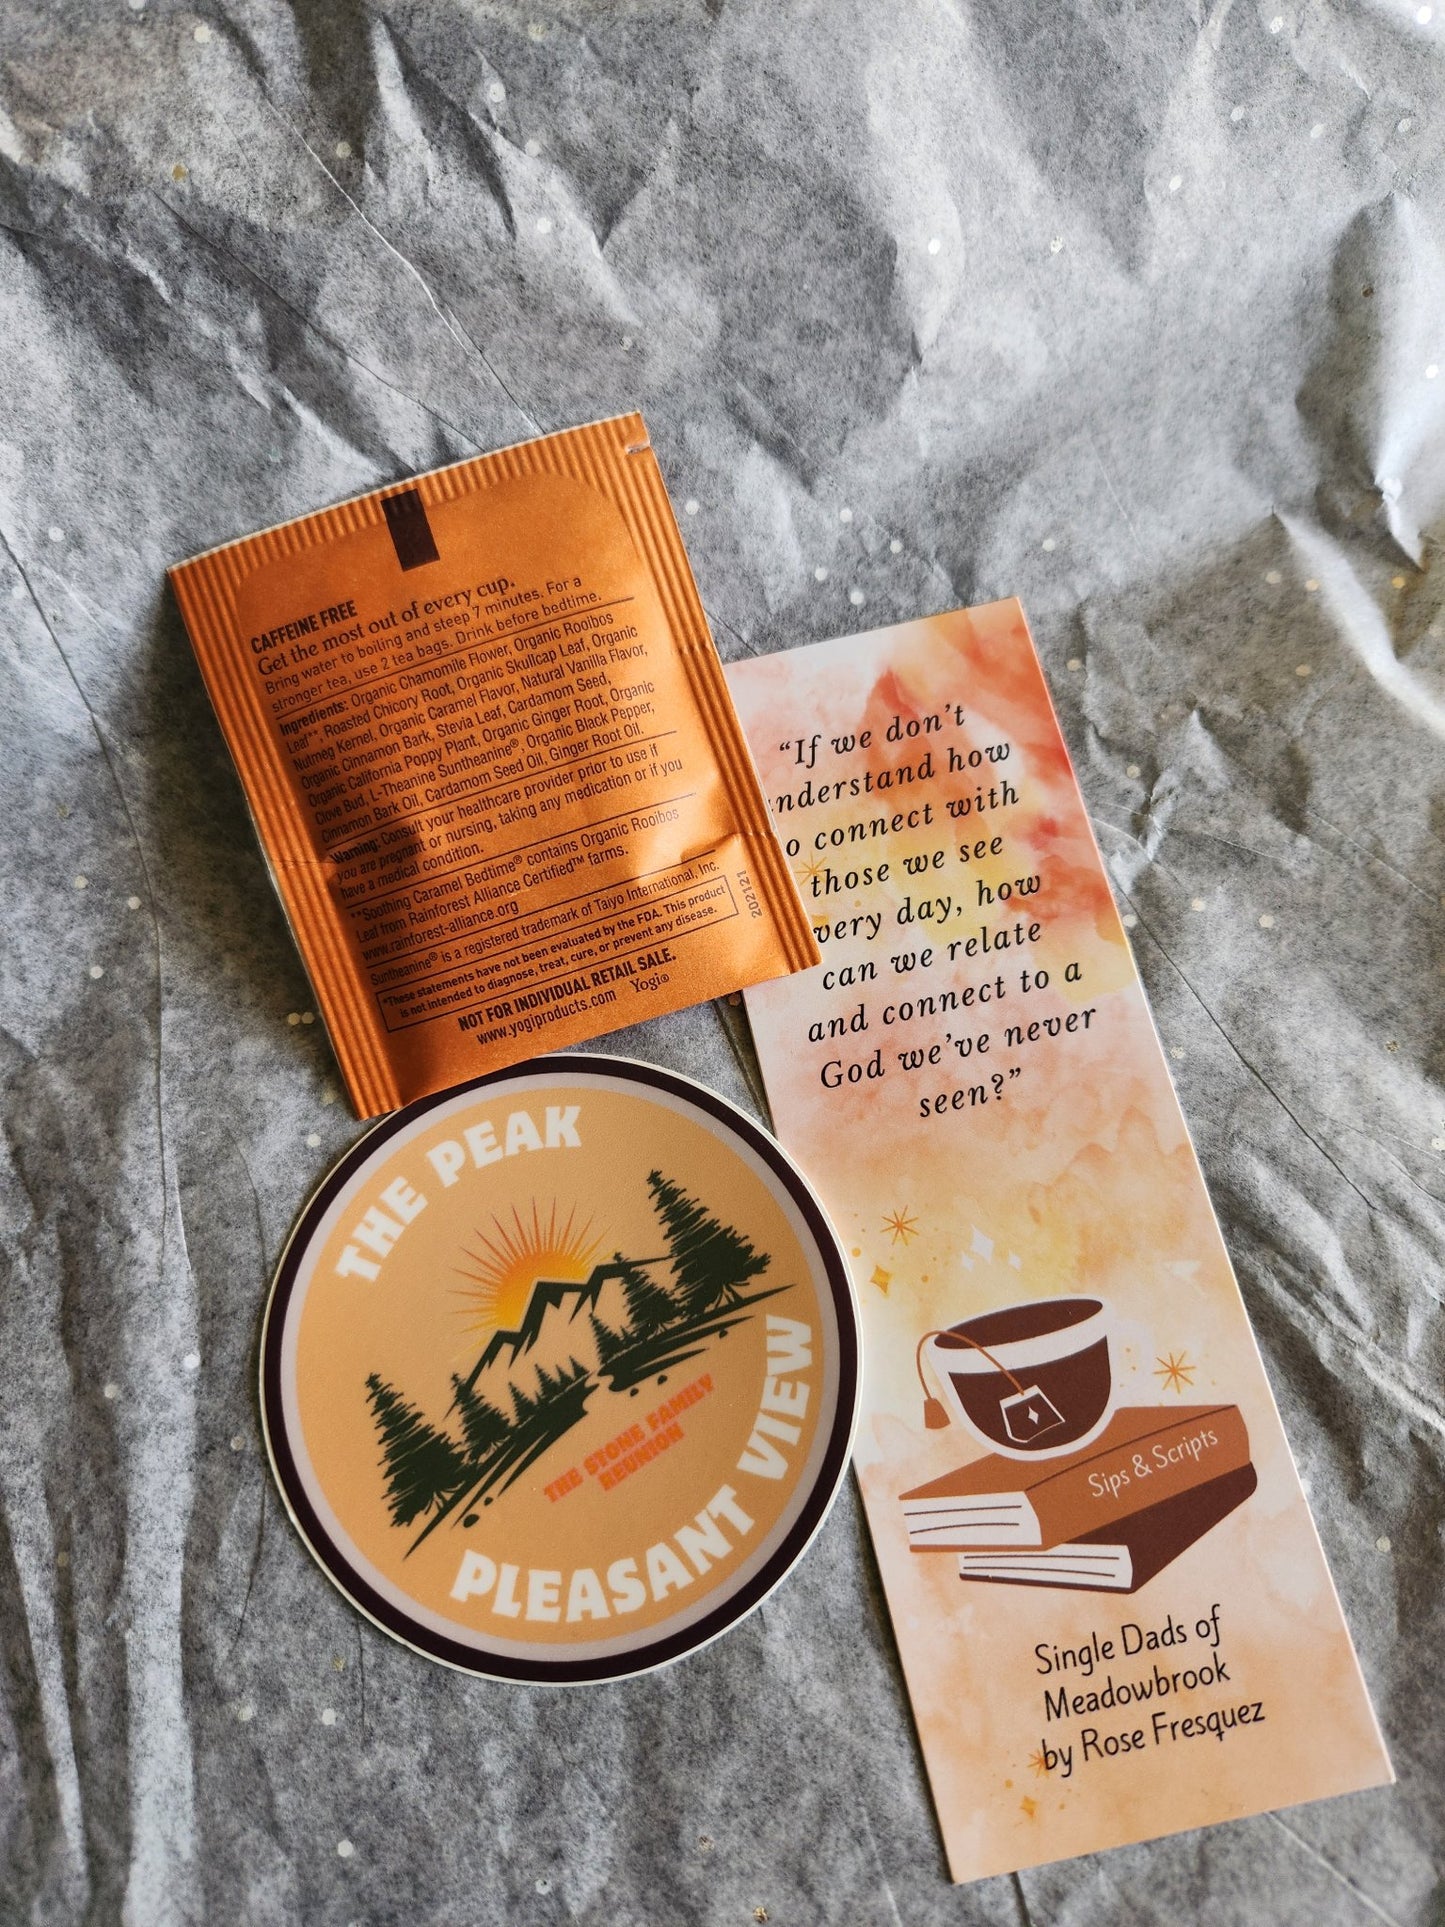 CAFFEINE FREE
Get the most out of every cup.
Bring water to boiling and steep 7 minutes. For a
stronger tea, use 2 tea bags. Drink before bedtime.
Ingredients: Organic Chamomile Flower, Organic Rooibos
Leaf**, Roasted Chicory Root, Organic Skullcap Leaf, Organic
Nutmeg Kernel, Organic Caramel Flavor, Natural Vanilla Flavor,
Organic Cinnamon Bark, Stevia Leaf, Cardamom Seed,
Organic California Poppy Plant, Organic Ginger Root, Organic
Clove Bud, L-Theanine Suntheanine®, Organic Black Pepper,
Cinnamon Bark Oil, Cardamom Seed Oil, Ginger Root Oil.
Warning: Consult your healthcare provider prior to use if
you are pregnant or nursing, taking any medication or if you
have a medical condition.
**Soothing Caramel Bedtime® contains Organic Rooibos
Leaf from Rainforest Alliance Certified™ farms.
www.rainforest-alliance.org
Suntheanine® is a registered trademark of Taiyo International, Inc.
*These statements have not been evaluated by the FDA. This product
is not intended to diagnose, treat, cure, or prevent any disease.
202121
NOT FOR INDIVIDUAL RETAIL SALE.
www.yogiproducts.com Yogi®
"If we don't
nderstand how
o connect with
those we see
very day, how
can we relate
and connect to a
God we've never
seen?"
Sips & Scripts
Single Dads of
Meadowbrook
by Rose Fresquez
THE PEAK
THE STONE FAMILY
REUNION
PLEASANT VIEW